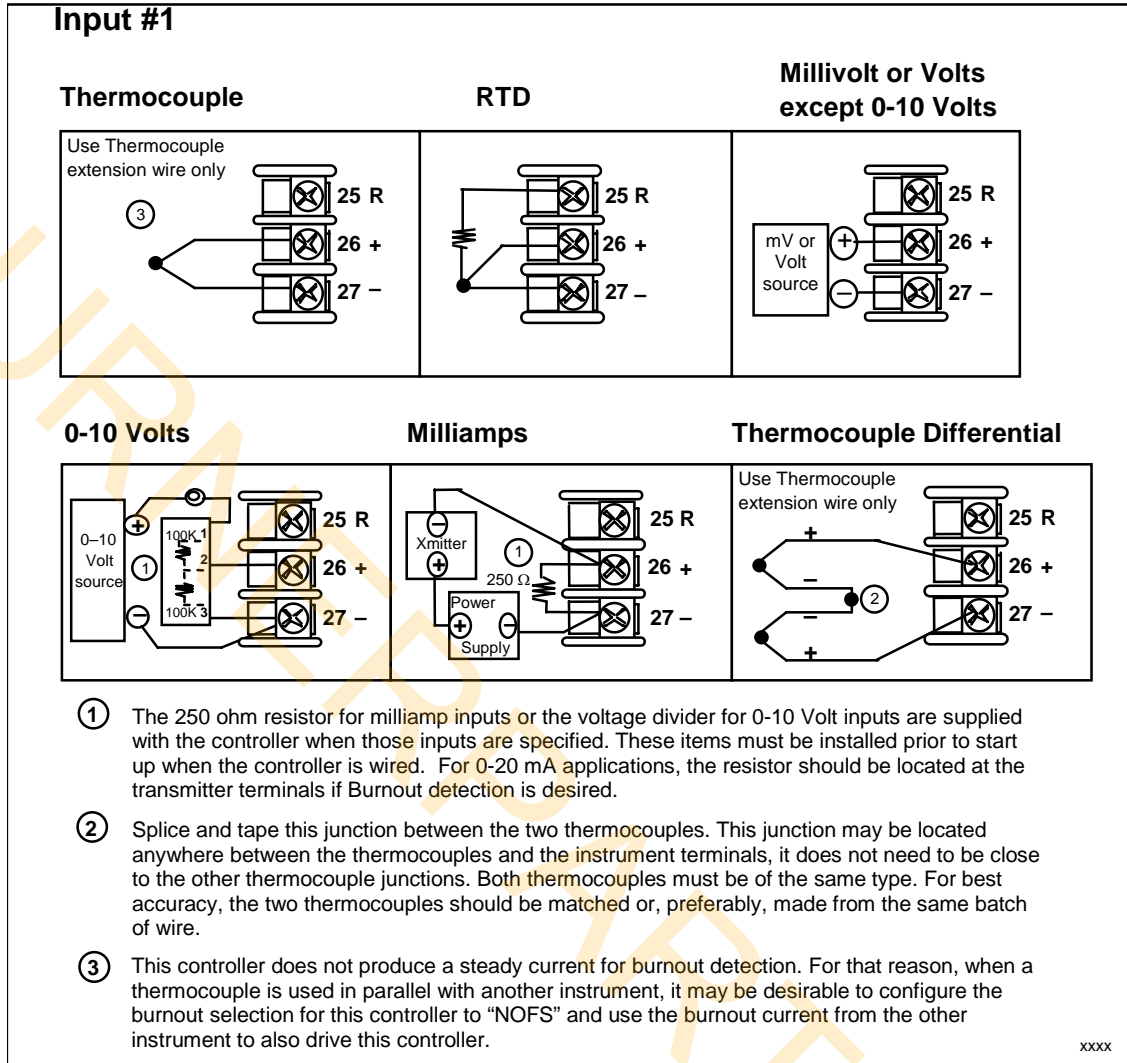 Input #1
Thermocouple
RTD
Millivolt or Volts
except 0-10 Volts
Use Thermocouple
extension wire only
3
25 R
26 +
27 –
25 R
26 +
27 –
mV or
Volt
source
+
–
25 R
26 +
27 –
0-10 Volts
Milliamps
Thermocouple Differential
0–10
Volt
source
+
–
1
100K 1
2
100K 3
25 R
26 +
27 –
–
Xmitter
+
1
250 Ω
Power
+ –
Supply
25 R
26 +
27 –
Use Thermocouple
extension wire only
+
–
2
–
+
25 R
26 +
27 –
1 The 250 ohm resistor for milliamp inputs or the voltage divider for 0-10 Volt inputs are supplied
with the controller when those inputs are specified. These items must be installed prior to start
up when the controller is wired.  For 0-20 mA applications, the resistor should be located at the
transmitter terminals if Burnout detection is desired.
2 Splice and tape this junction between the two thermocouples. This junction may be located
anywhere between the thermocouples and the instrument terminals, it does not need to be close
to the other thermocouple junctions. Both thermocouples must be of the same type. For best
accuracy, the two thermocouples should be matched or, preferably, made from the same batch
of wire.
3 This controller does not produce a steady current for burnout detection. For that reason, when a
thermocouple is used in parallel with another instrument, it may be desirable to configure the
burnout selection for this controller to “NOFS” and use the burnout current from the other
instrument to also drive this controller.
xxxx
URNERPART